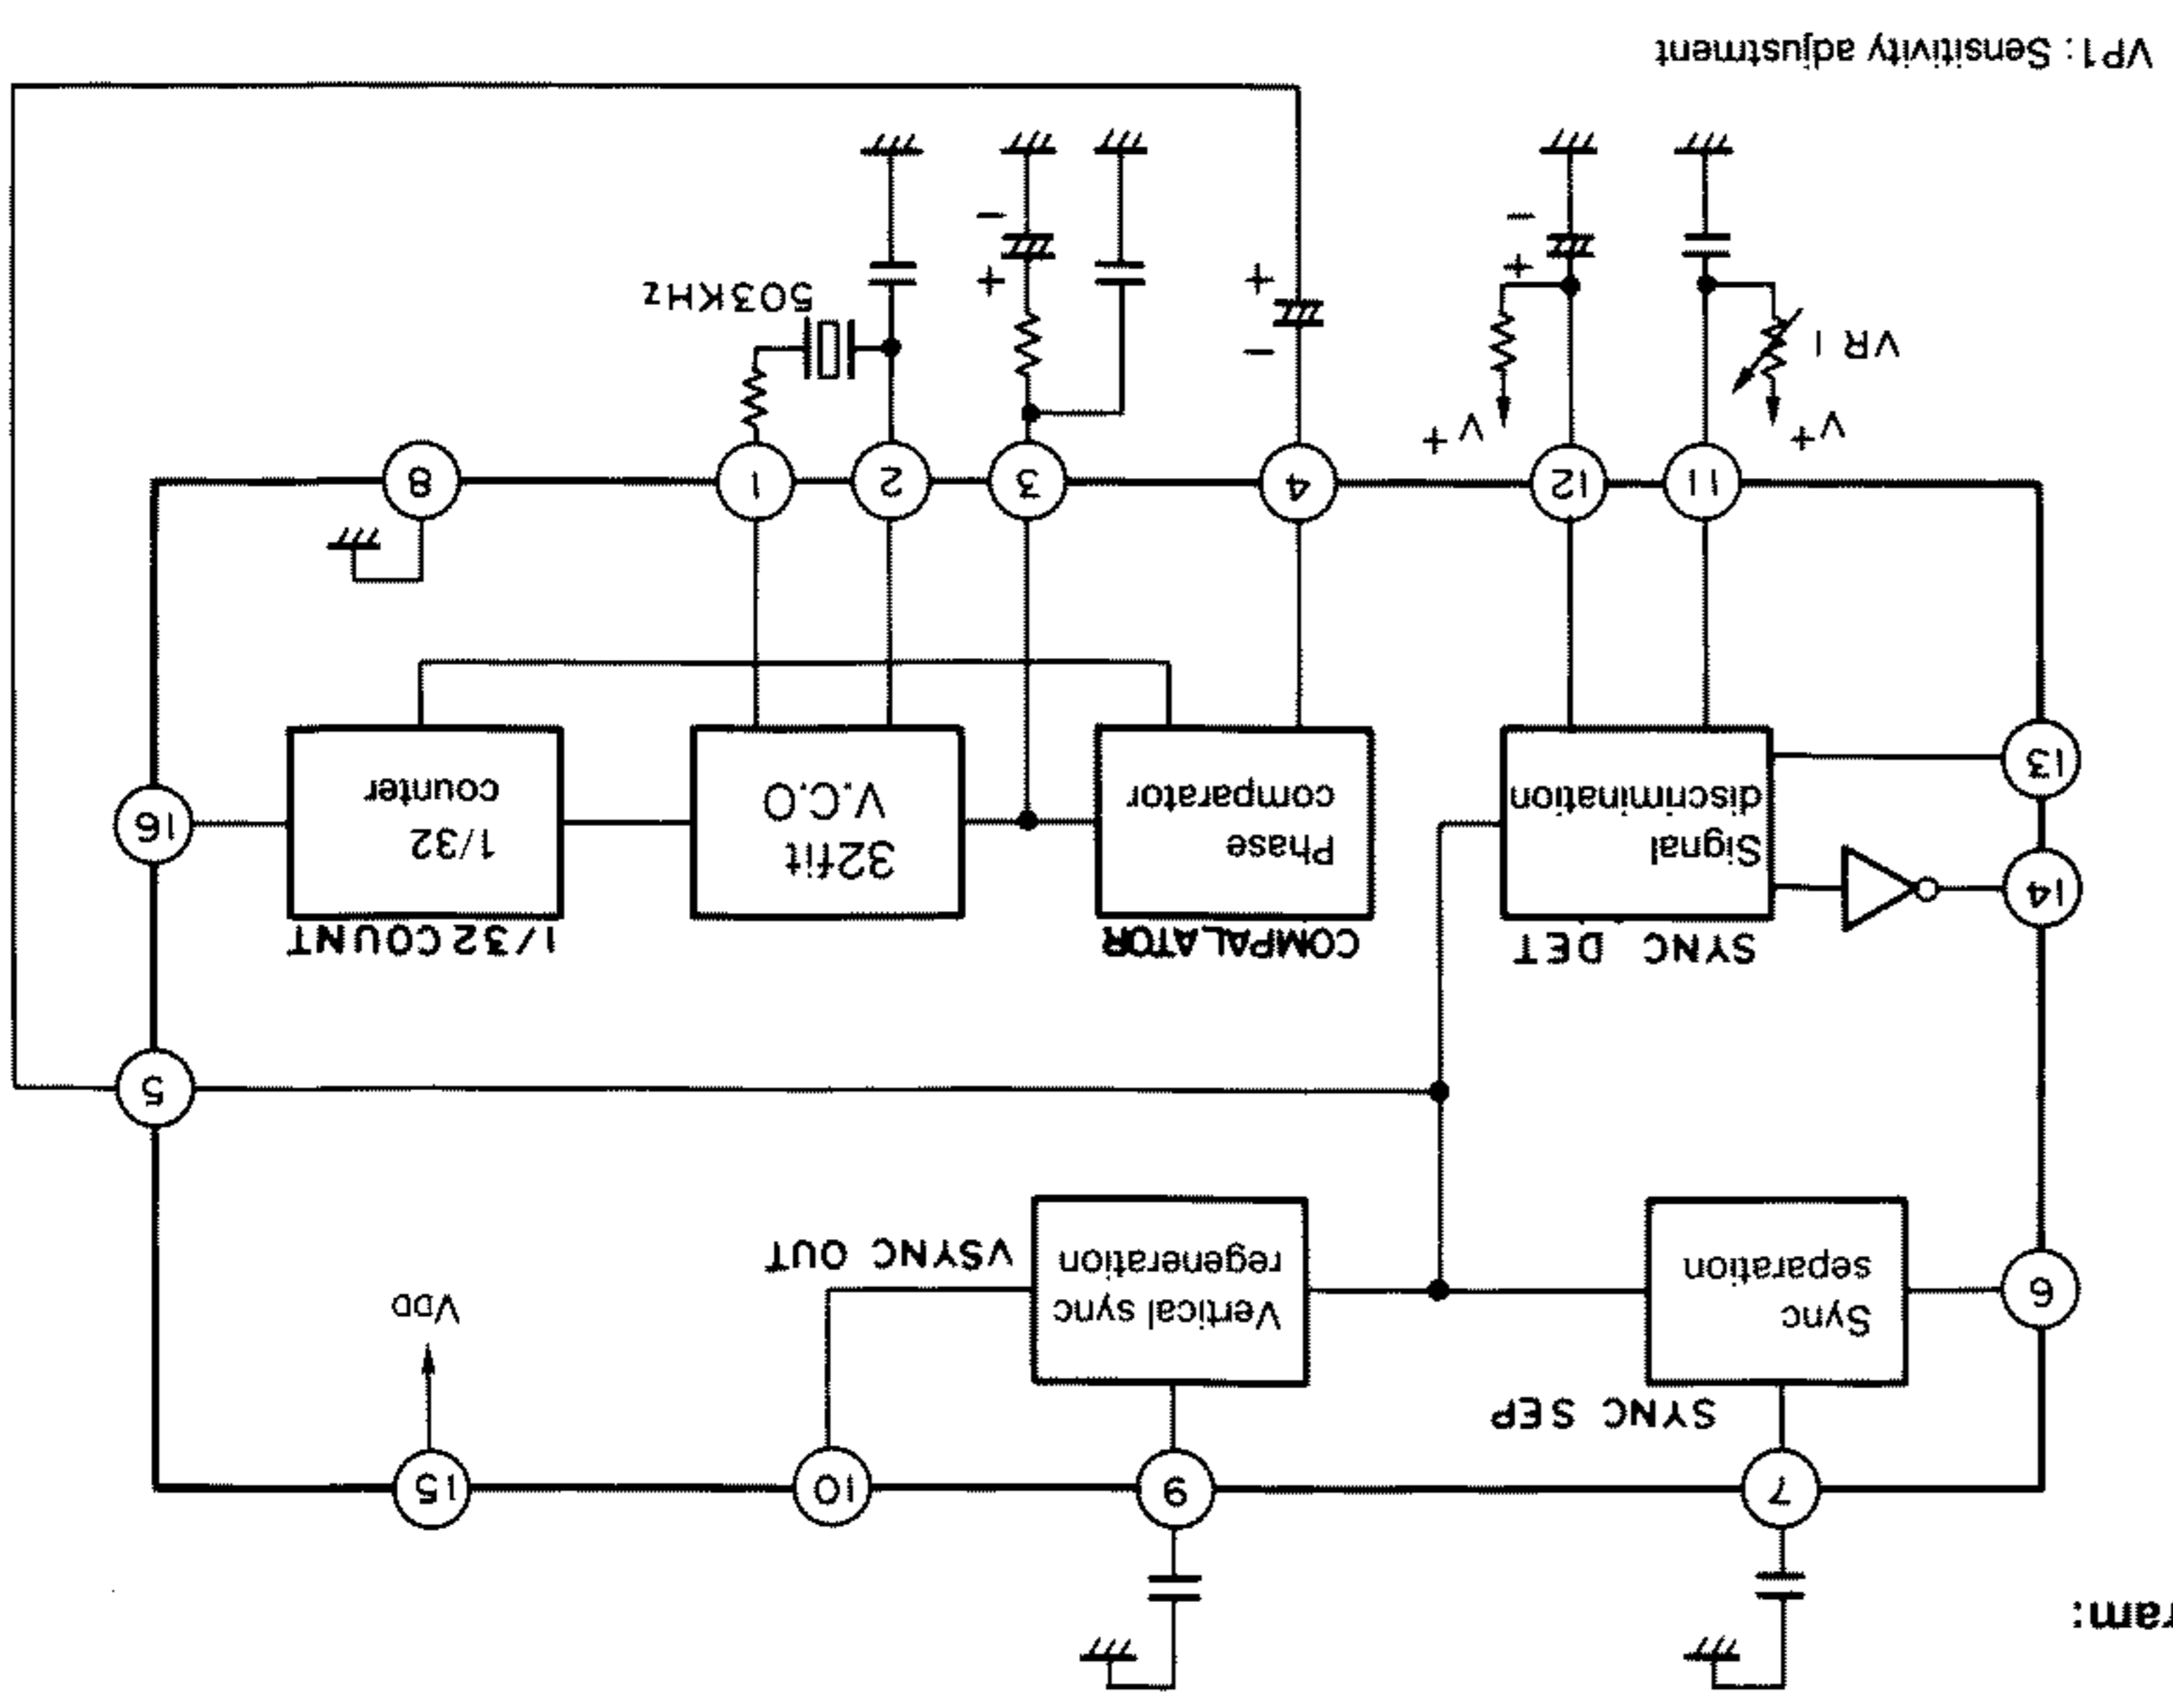 ram:
7
9
10
15
SYNC SEP
VDD
Sync
separation
6
Vertical sync
regeneration
VSYNC OUT
5
SYNC DET
COMPALATOR
1/32 COUNT
14
Signal
discrimination
Phase
comparator
32fit
V.C.O
1/32
counter
16
13
11
12
4
3
2
1
8
V+
V+
VR 1
−
+
503KHz
+
−
+
−
VP1 : Sensitivity adjustment